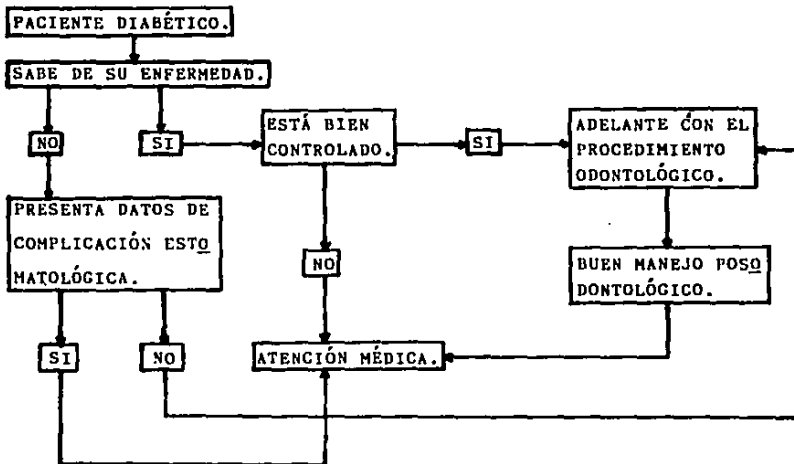 PACIENTE DIABÉTICO.
SABE DE SU ENFERMEDAD.
NO
SI
ESTÁ BIEN
CONTROLADO.
SI
ADELANTE CON EL
PROCEDIMIENTO
ODONTOLÓGICO.
PRESENTA DATOS DE
COMPLICACIÓN ESTO
MATOLÓGICA.
NO
BUEN MANEJO POSO
DONTOLÓGICO.
SI
NO
ATENCIÓN MÉDICA.